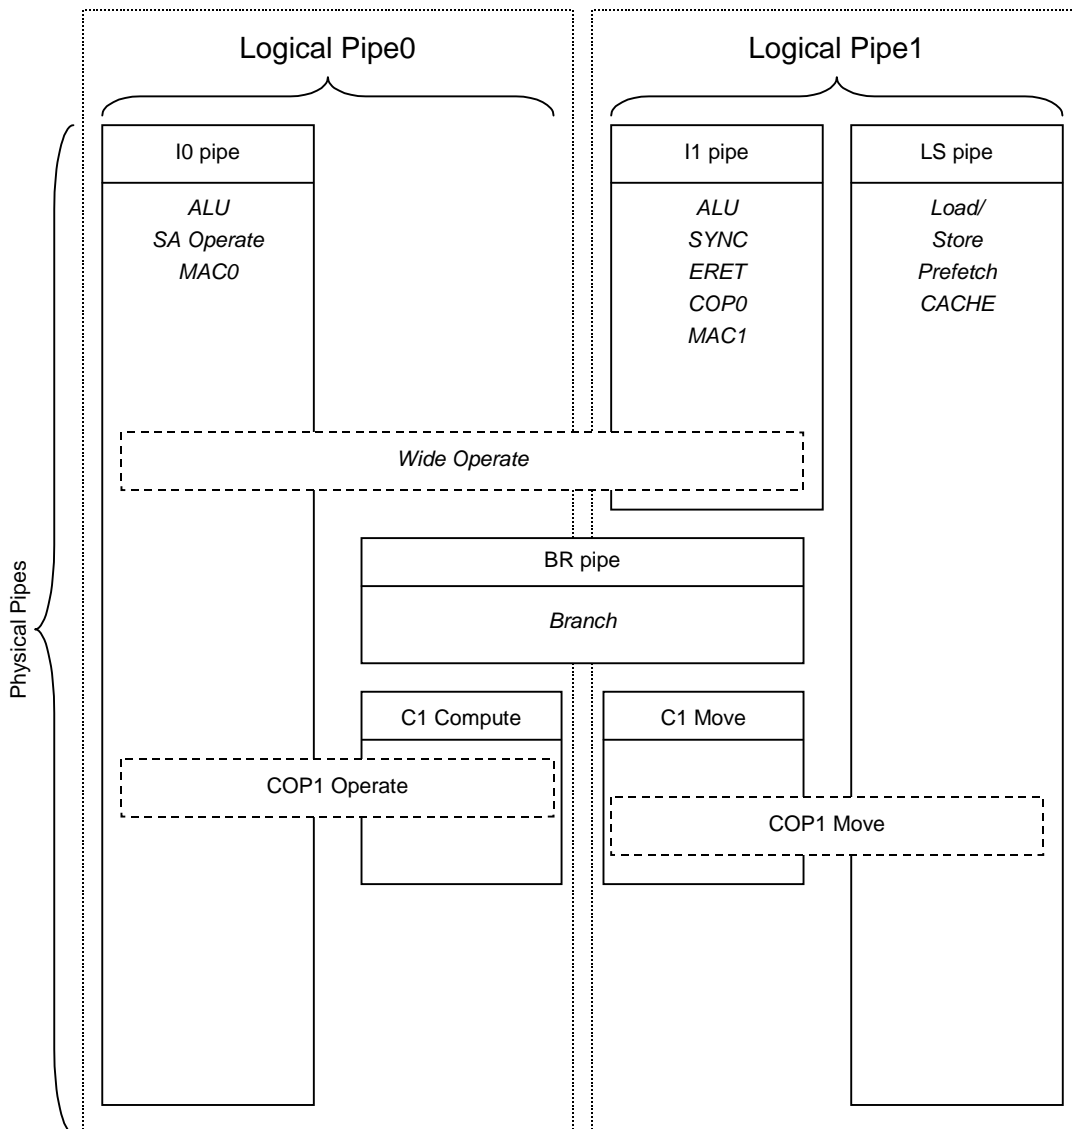 Logical Pipe0
Logical Pipe1
Physical Pipes
I0 pipe
ALU
SA Operate
MAC0
I1 pipe
ALU
SYNC
ERET
COP0
MAC1
LS pipe
Load/
Store
Prefetch
CACHE
Wide Operate
BR pipe
Branch
C1 Compute
C1 Move
COP1 Operate
COP1 Move